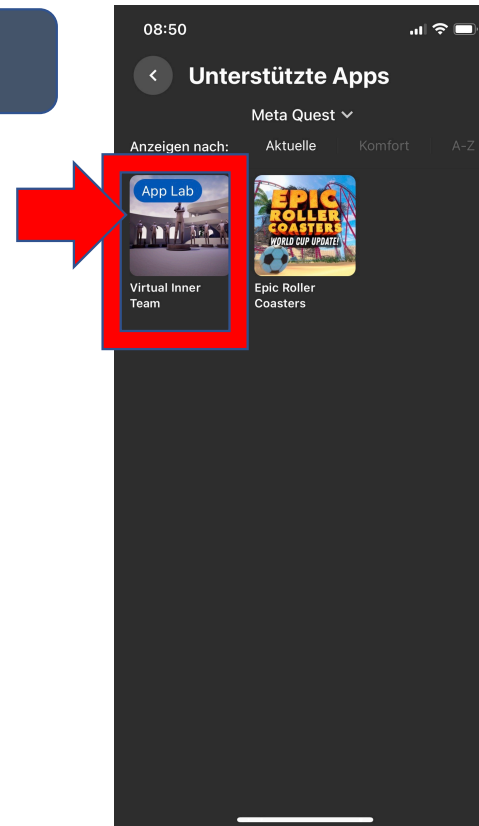 08:50
Unterstützte Apps
Meta Quest
Anzeigen nach:
Aktuelle
Komfort
A-Z
App Lab
EPIC
ROLLER
COASTERS
WORLD CUP UPDATE!
Virtual Inner
Team
Epic Roller
Coasters